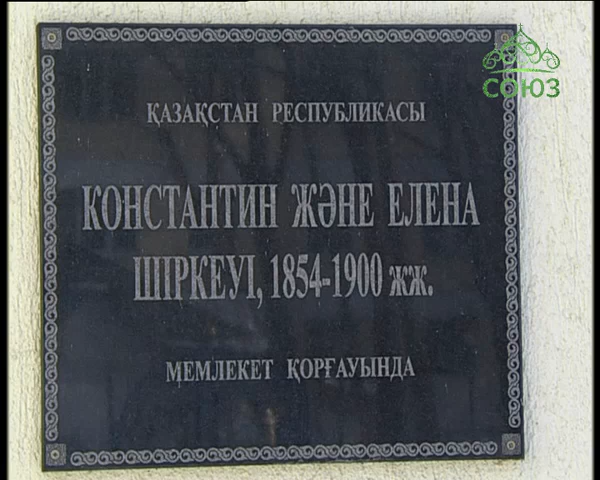 СОЮЗ
ҚАЗАҚСТАН РЕСПУБЛИКАСЫ
КОНСТАНТИН ЖӘНЕ ЕЛЕНА
ШІРКЕУІ, 1854-1900 жж.
МЕМЛЕКЕТ ҚОРҒАУЫНДА